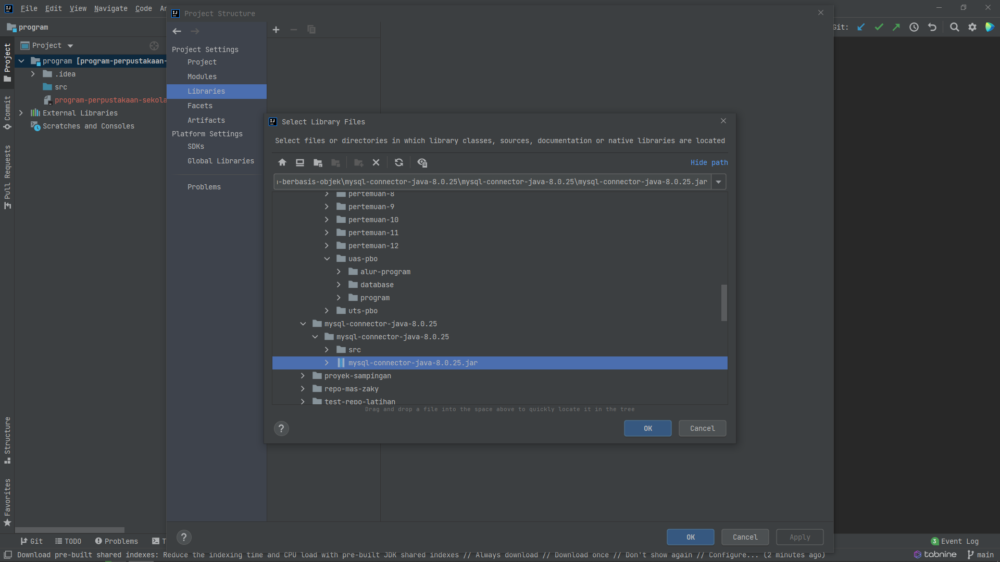 File Edit View Navigate Code
Project Structure
program
Git:
Project
program [program-perpustakaan-
.idea
src
program-perpustakaan-sekola
External Libraries
Scratches and Consoles
Project
Commit
Pull Requests
Structure
Favorites
Project Settings
Project
Modules
Libraries
Facets
Artifacts
Platform Settings
SDKs
Global Libraries
Problems
Select Library Files
Select files or directories in which library classes, sources, documentation or native libraries are located
Hide path
-berbasis-objek\mysql-connector-java-8.0.25\mysql-connector-java-8.0.25\mysql-connector-java-8.0.25.jar
pertemuan-8
pertemuan-9
pertemuan-10
pertemuan-11
pertemuan-12
uas-pbo
alur-program
database
program
uts-pbo
mysql-connector-java-8.0.25
mysql-connector-java-8.0.25
src
mysql-connector-java-8.0.25.jar
proyek-sampingan
repo-mas-zaky
test-repo-latihan
Drag and drop a file into the space above to quickly locate it in the tree
? OK Cancel
? OK Cancel Apply
Git TODO Problems T
3 Event Log
Download pre-built shared indexes: Reduce the indexing time and CPU load with pre-built JDK shared indexes // Always download // Download once // Don't show again // Configure... (2 minutes ago)
tabnine main